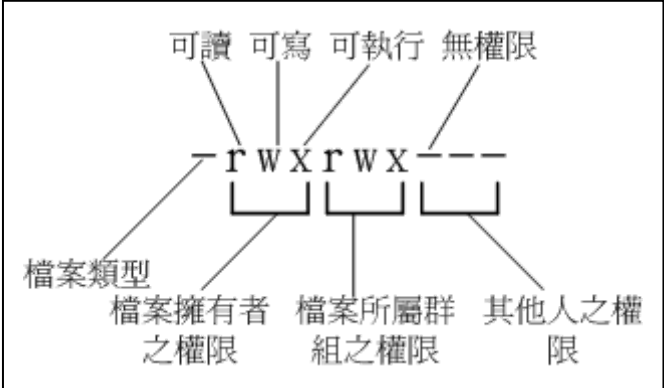 可讀 可寫 可執行 無權限
-rwxrwx---
檔案類型
檔案擁有者
之權限
檔案所屬群
組之權限
其他人之權
限